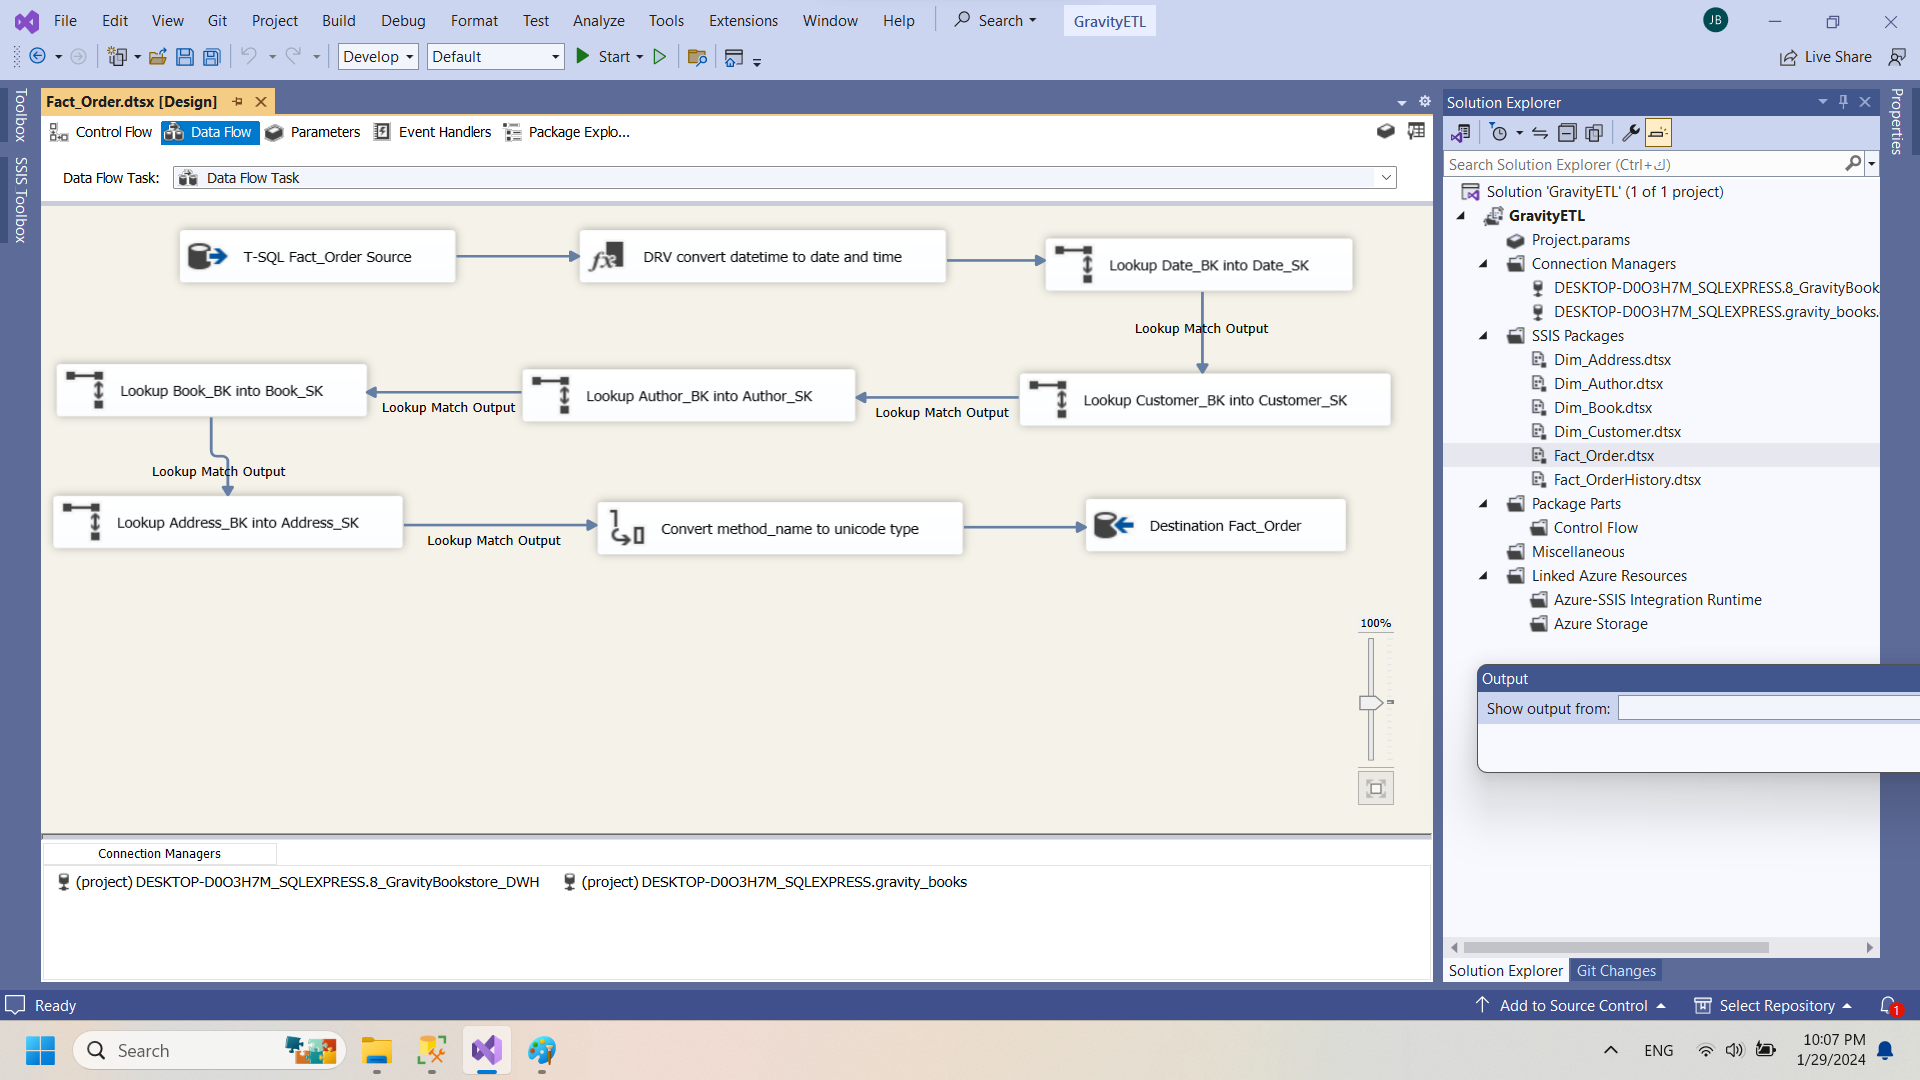 File Edit View Git Project Build Debug Format Test Analyze Tools Extensions Window Help Search GravityETL JB
Develop Default Start Live Share
Toolbox
SSIS Toolbox
Fact_Order.dtsx [Design]
Control Flow Data Flow Parameters Event Handlers Package Explo...
Data Flow Task: Data Flow Task
T-SQL Fact_Order Source
DRV convert datetime to date and time
Lookup Date_BK into Date_SK
Lookup Match Output
Lookup Book_BK into Book_SK
Lookup Match Output
Lookup Author_BK into Author_SK
Lookup Match Output
Lookup Customer_BK into Customer_SK
Lookup Match Output
Lookup Address_BK into Address_SK
Lookup Match Output
Convert method_name to unicode type
Destination Fact_Order
100%
Connection Managers
(project) DESKTOP-D0O3H7M_SQLEXPRESS.8_GravityBookstore_DWH (project) DESKTOP-D0O3H7M_SQLEXPRESS.gravity_books
Solution Explorer
Properties
Search Solution Explorer (Ctrl+ك)
Solution 'GravityETL' (1 of 1 project)
GravityETL
Project.params
Connection Managers
DESKTOP-D0O3H7M_SQLEXPRESS.8_GravityBook
DESKTOP-D0O3H7M_SQLEXPRESS.gravity_books.
SSIS Packages
Dim_Address.dtsx
Dim_Author.dtsx
Dim_Book.dtsx
Dim_Customer.dtsx
Fact_Order.dtsx
Fact_OrderHistory.dtsx
Package Parts
Control Flow
Miscellaneous
Linked Azure Resources
Azure-SSIS Integration Runtime
Azure Storage
Output
Show output from:
Solution Explorer Git Changes
Ready Add to Source Control Select Repository 1
Search ENG 10:07 PM
1/29/2024